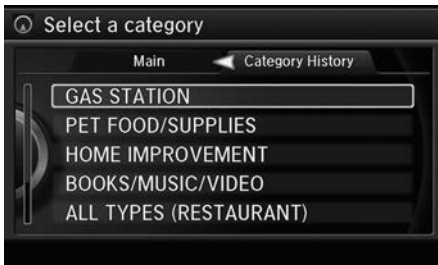 Select a category
Main Category History
GAS STATION
PET FOOD/SUPPLIES
HOME IMPROVEMENT
BOOKS/MUSIC/VIDEO
ALL TYPES (RESTAURANT)